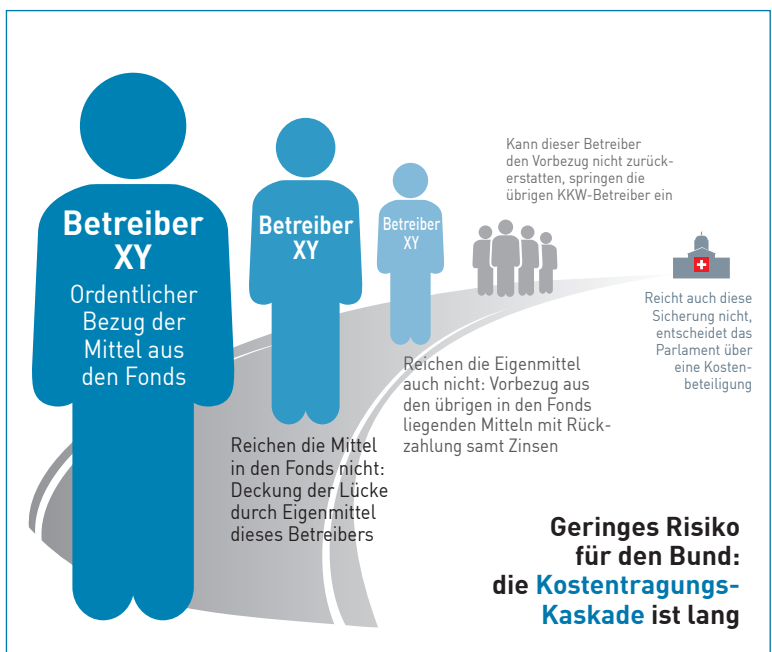 Betreiber
XY
Ordentlicher
Bezug der
Mittel aus
den Fonds
Betreiber
XY
Reichen die Mittel
in den Fonds nicht:
Deckung der Lücke
durch Eigenmittel
dieses Betreibers
Betreiber
XY
Reichen die Eigenmittel
auch nicht: Vorbezug aus
den übrigen in den Fonds
liegenden Mitteln mit Rück-
zahlung samt Zinsen
Kann dieser Betreiber
den Vorbezug nicht zurück-
erstatten, springen die
übrigen KKW-Betreiber ein
Reicht auch diese
Sicherung nicht,
entscheidet das
Parlament über
eine Kosten-
beteiligung
Geringes Risiko
für den Bund:
die Kostentragungs-
Kaskade ist lang